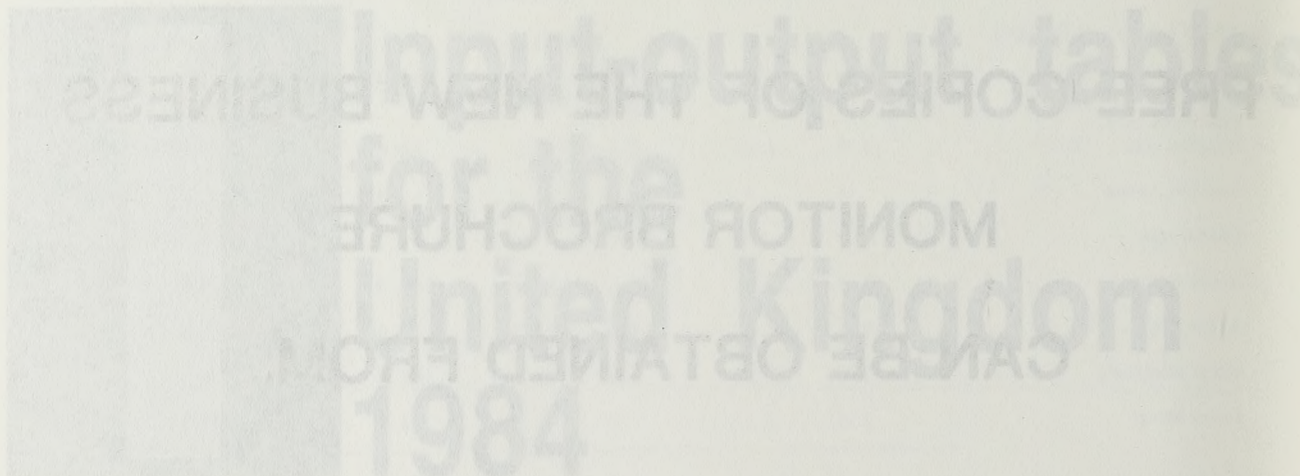 Input-output tables
FREE COPIES OF THE NEW BUSINESS
for the
MONITOR BROCHURE
United Kingdom
CAN BE OBTAINED FROM
1984